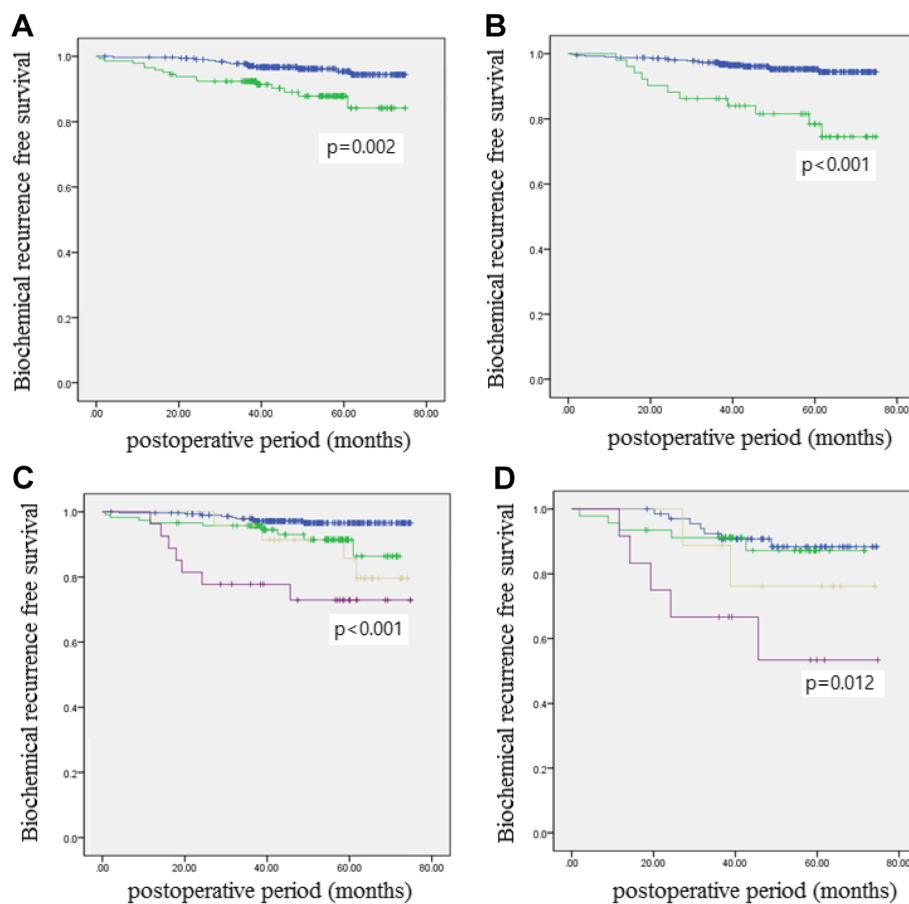 A
Biochemical recurrence free survival
1.0
0.8
0.6
0.4
0.2
0.0
p=0.002
.00 20.00 40.00 60.00 80.00
postoperative period (months)
B
Biochemical recurrence free survival
1.0
0.8
0.6
0.4
0.2
0.0
p<0.001
.00 20.00 40.00 60.00 80.00
postoperative period (months)
C
Biochemical recurrence free survival
1.0
0.8
0.6
0.4
0.2
0.0
p<0.001
.00 20.00 40.00 60.00 80.00
postoperative period (months)
D
Biochemical recurrence free survival
1.0
0.8
0.6
0.4
0.2
0.0
p=0.012
.00 20.00 40.00 60.00 80.00
postoperative period (months)